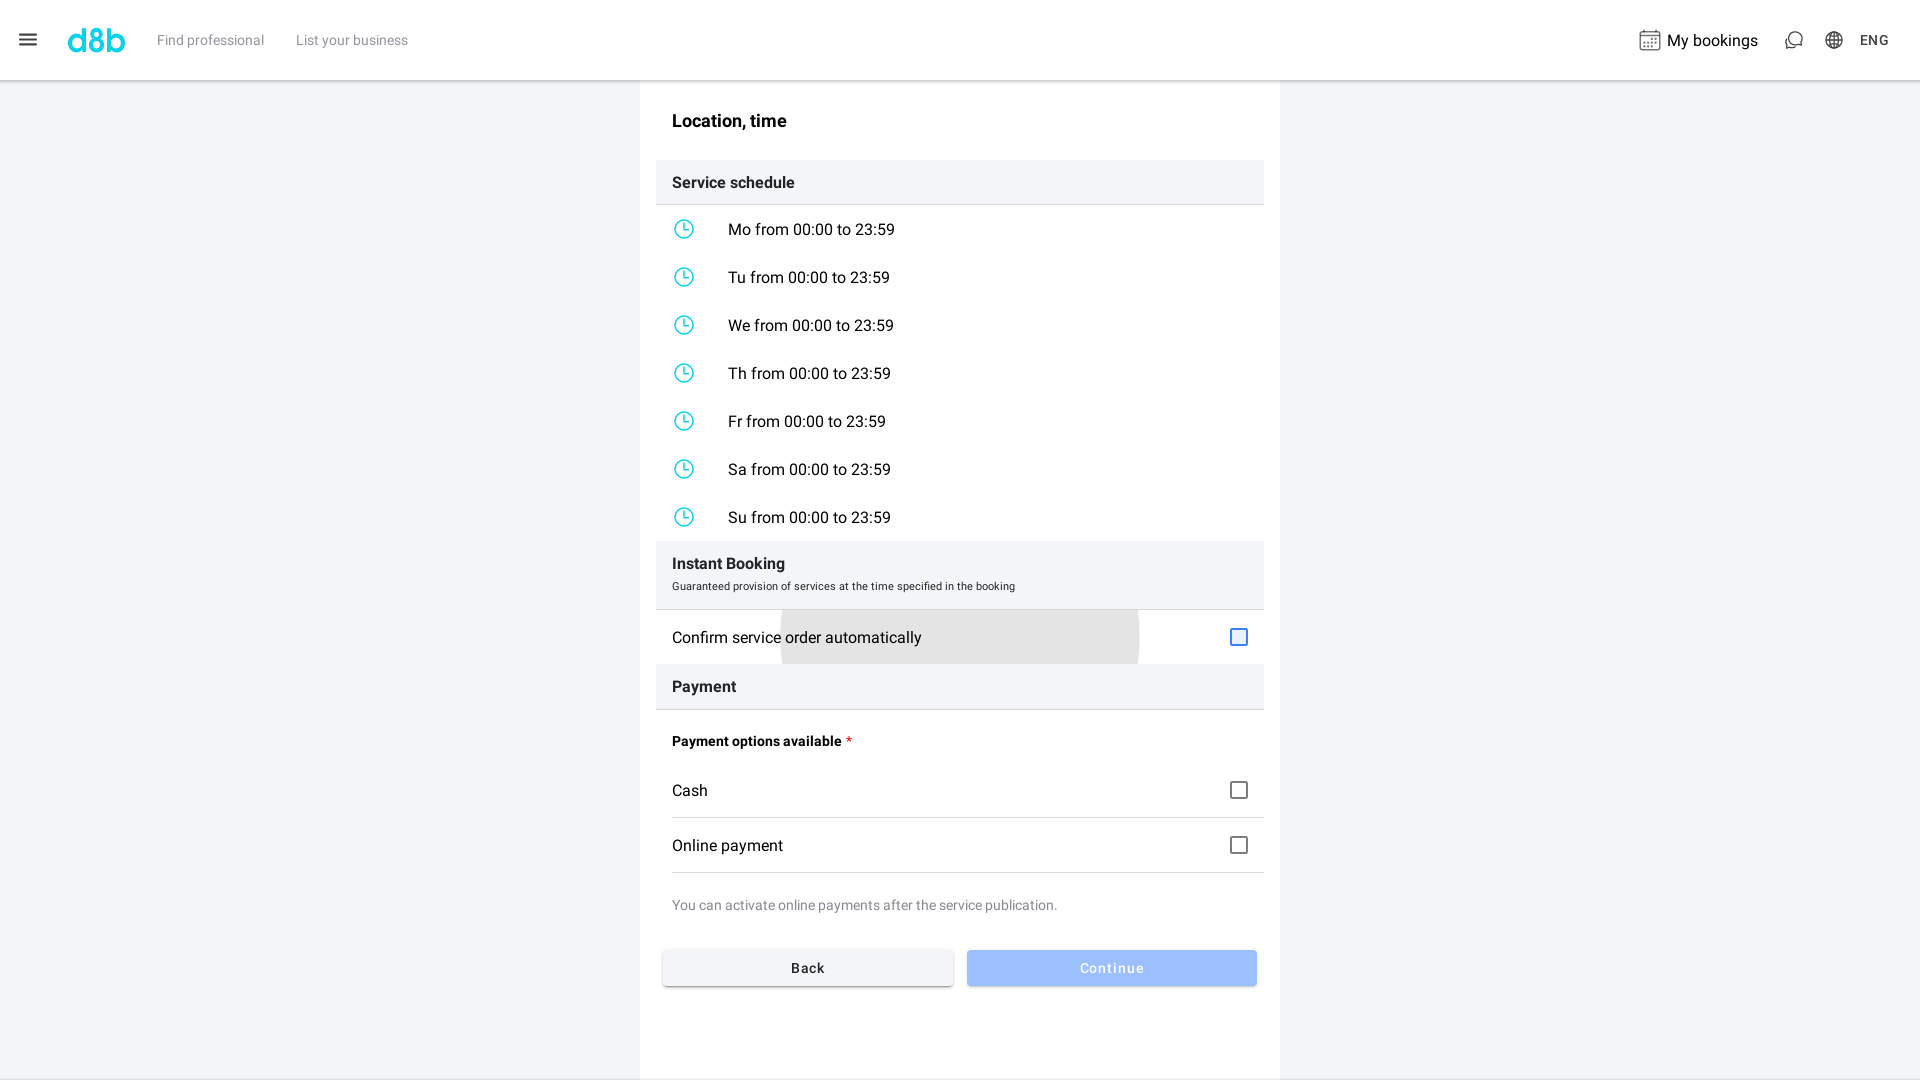 d8b
Find professional
List your business
My bookings
ENG
Location, time
Service schedule
Mo from 00:00 to 23:59
Tu from 00:00 to 23:59
We from 00:00 to 23:59
Th from 00:00 to 23:59
Fr from 00:00 to 23:59
Sa from 00:00 to 23:59
Su from 00:00 to 23:59
Instant Booking
Guaranteed provision of services at the time specified in the booking
Confirm service order automatically
Payment
Payment options available *
Cash
Online payment
You can activate online payments after the service publication.
Back
Continue